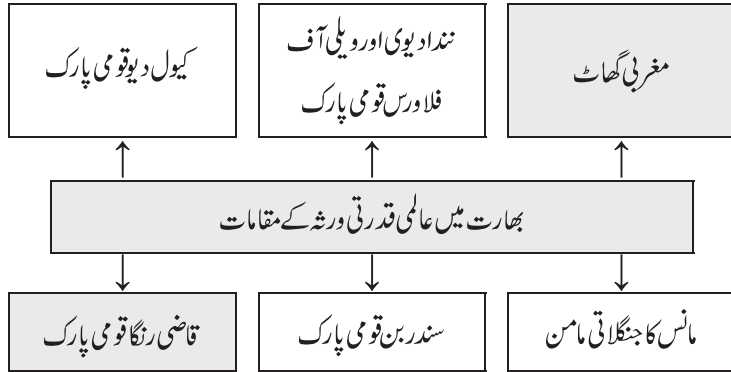 مغربی گھاٹ
نندا دیوی اور ویلی آف
فلاورس قومی پارک
کیول دیو قومی پارک
بھارت میں عالمی قدرتی ورثہ کے مقامات
مانس کا جنگلاتی مامن
سندر بن قومی پارک
قاضی رنگا قومی پارک